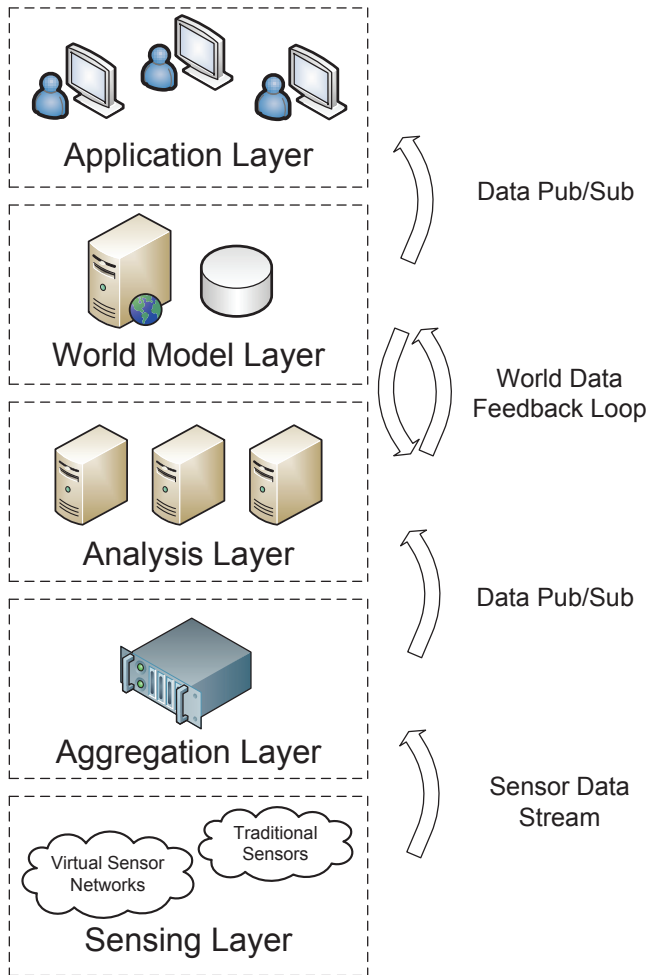 Application Layer
Data Pub/Sub
World Model Layer
World Data
Feedback Loop
Analysis Layer
Data Pub/Sub
Aggregation Layer
Sensor Data
Stream
Traditional
Sensors
Virtual Sensor
Networks
Sensing Layer